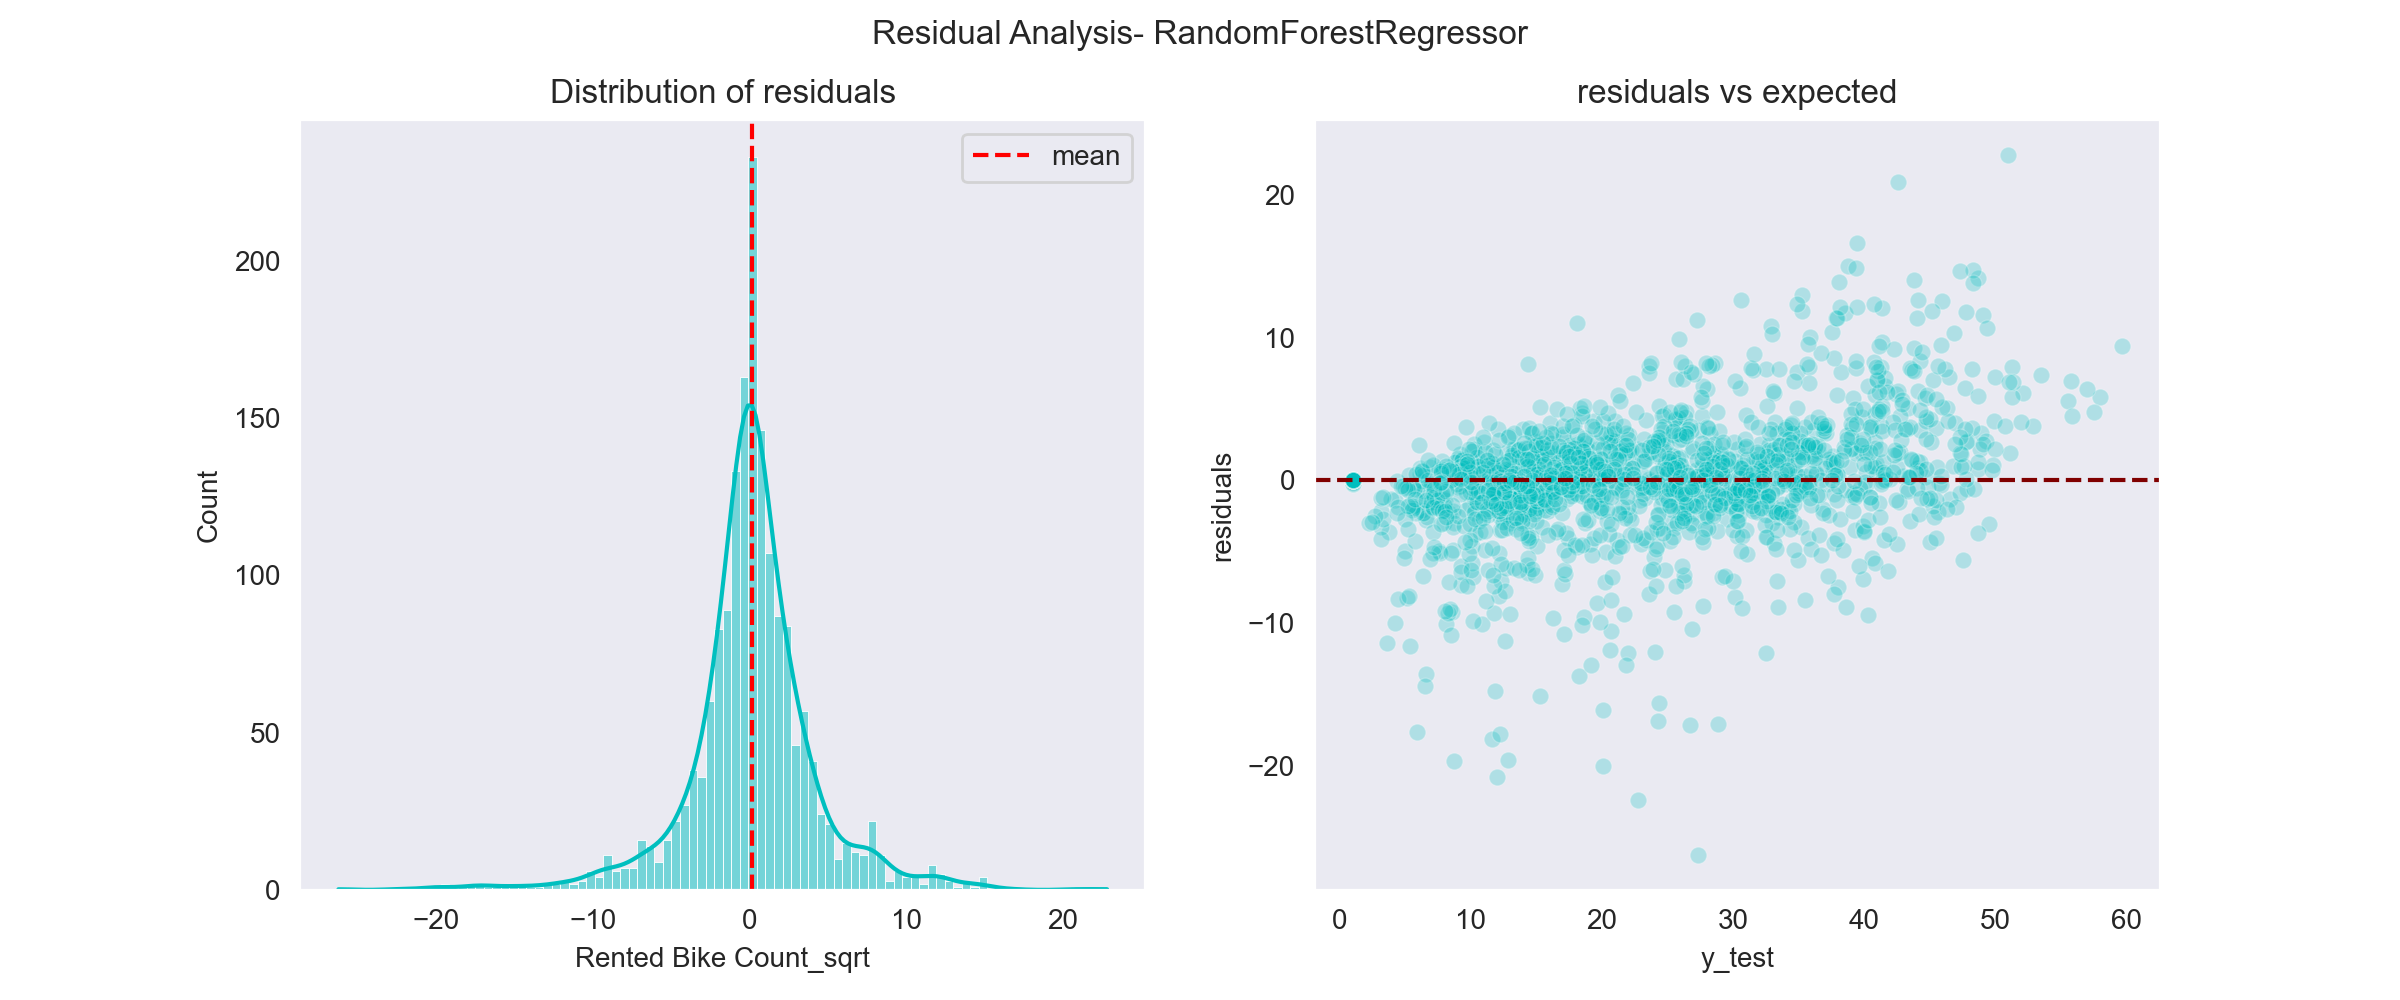 Residual Analysis- RandomForestRegressor
Distribution of residuals
mean
Count
200
150
100
50
0
−20
−10
0
10
20
Rented Bike Count_sqrt
residuals vs expected
residuals
20
10
0
−10
−20
0
10
20
30
40
50
60
y_test